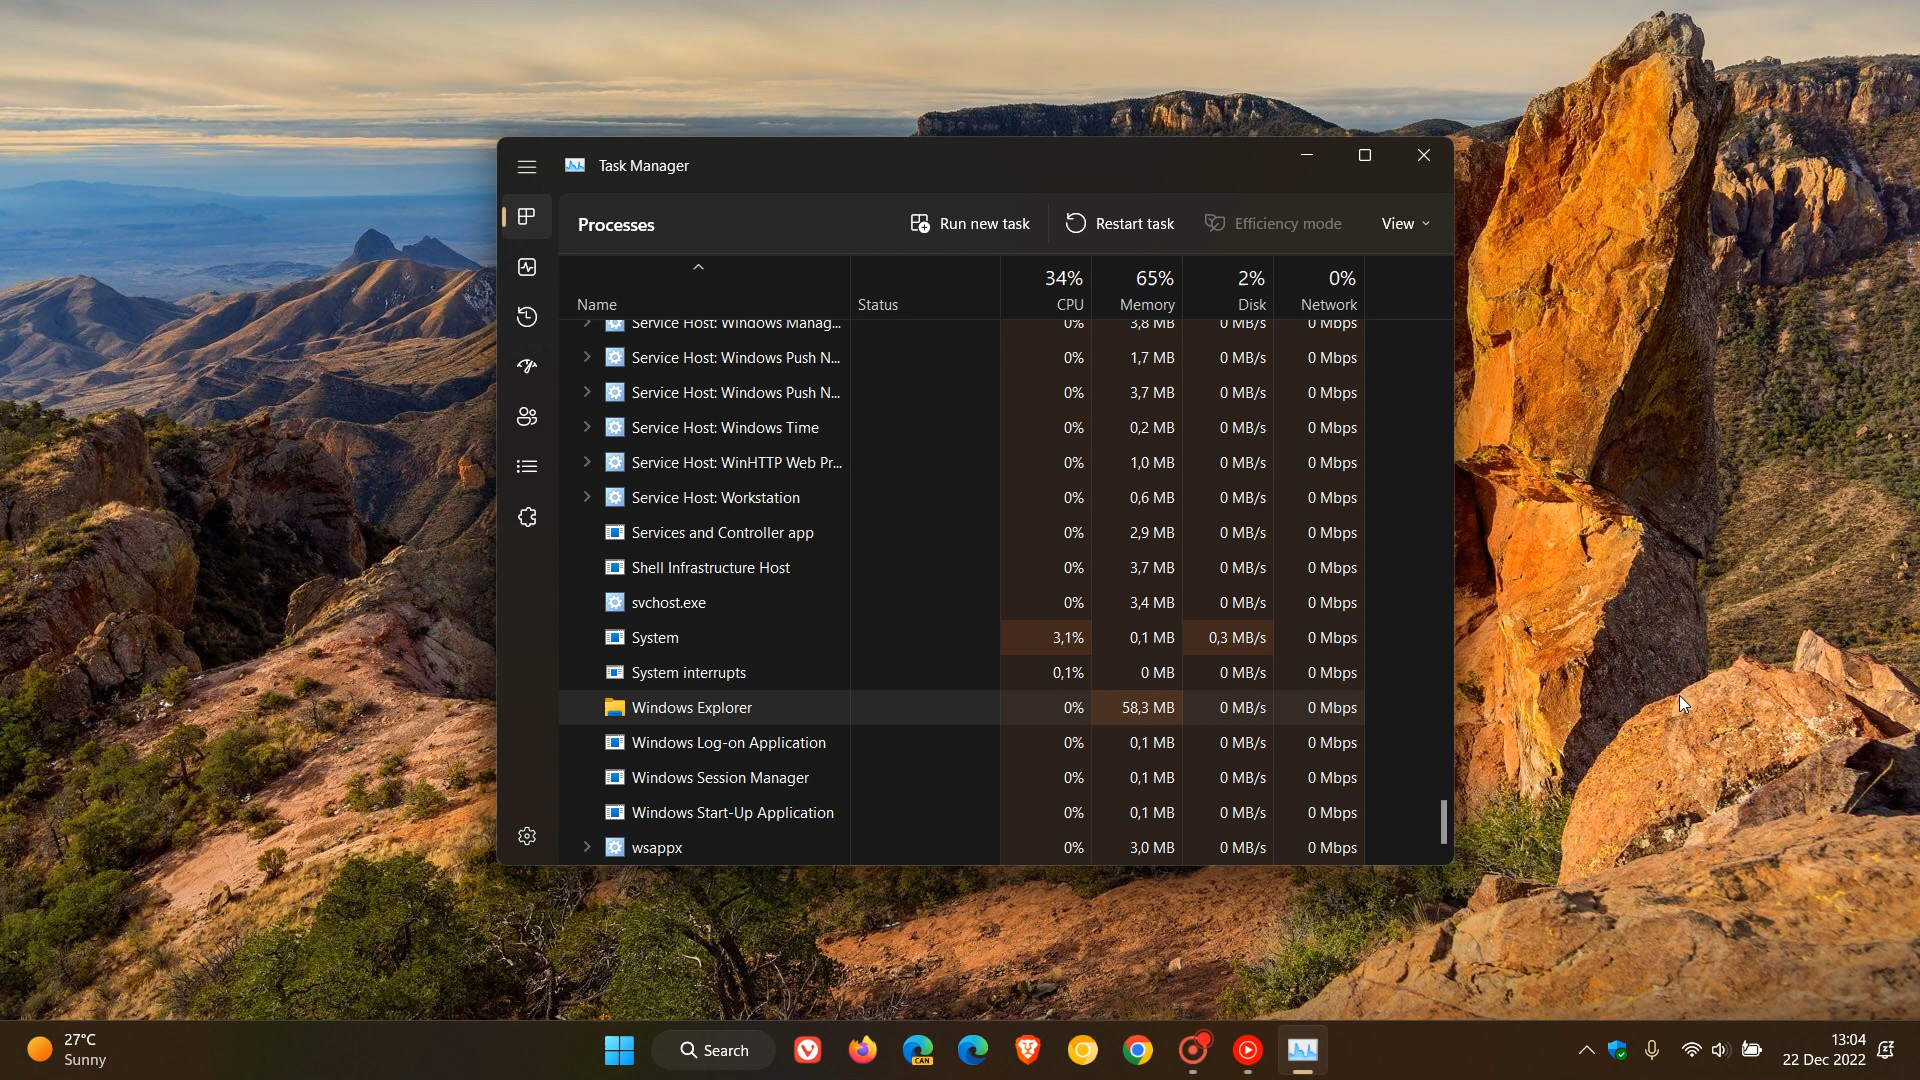 Task Manager
Processes
Run new task
Restart task
Efficiency mode
View
34% 65% 2% 0%
Name Status CPU Memory Disk Network
Service Host: Windows Manag... 0% 3,8 MB 0 MB/s 0 Mbps
Service Host: Windows Push N... 0% 1,7 MB 0 MB/s 0 Mbps
Service Host: Windows Push N... 0% 3,7 MB 0 MB/s 0 Mbps
Service Host: Windows Time 0% 0,2 MB 0 MB/s 0 Mbps
Service Host: WinHTTP Web Pr... 0% 1,0 MB 0 MB/s 0 Mbps
Service Host: Workstation 0% 0,6 MB 0 MB/s 0 Mbps
Services and Controller app 0% 2,9 MB 0 MB/s 0 Mbps
Shell Infrastructure Host 0% 3,7 MB 0 MB/s 0 Mbps
svchost.exe 0% 3,4 MB 0 MB/s 0 Mbps
System 3,1% 0,1 MB 0,3 MB/s 0 Mbps
System interrupts 0,1% 0 MB 0 MB/s 0 Mbps
Windows Explorer 0% 58,3 MB 0 MB/s 0 Mbps
Windows Log-on Application 0% 0,1 MB 0 MB/s 0 Mbps
Windows Session Manager 0% 0,1 MB 0 MB/s 0 Mbps
Windows Start-Up Application 0% 0,1 MB 0 MB/s 0 Mbps
wsappx 0% 3,0 MB 0 MB/s 0 Mbps
27°C
Sunny
Search
CAN
13:04
22 Dec 2022